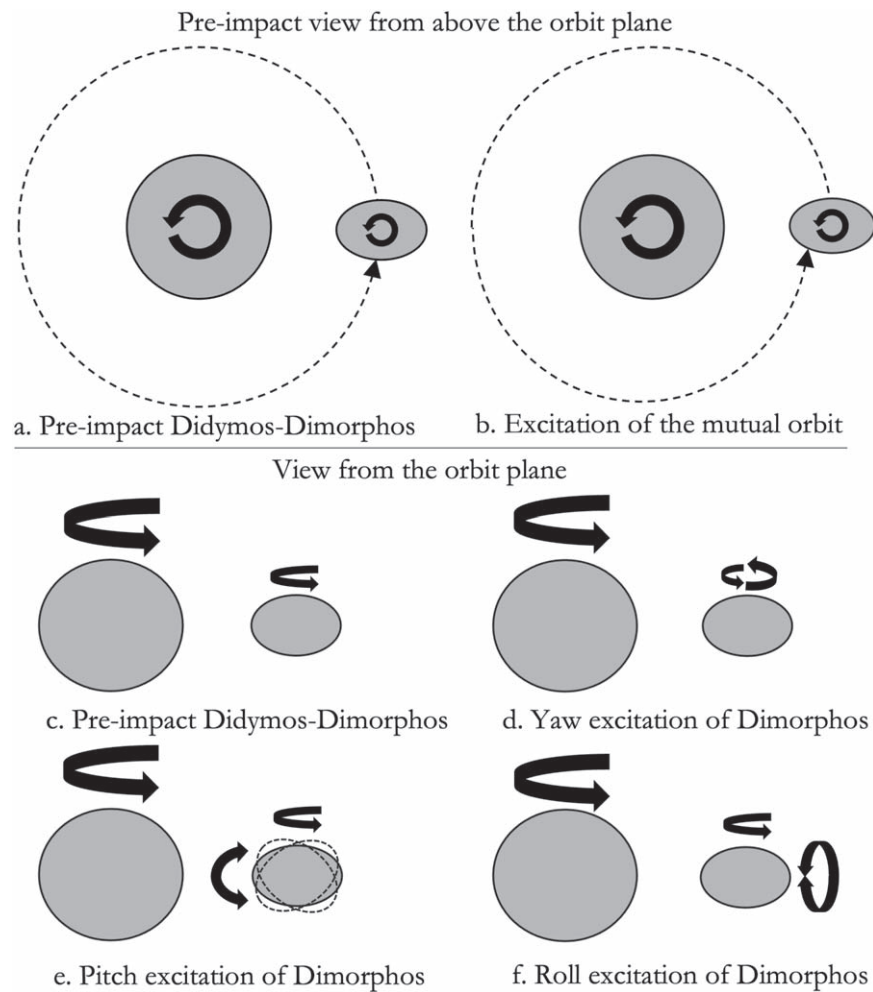 Pre-impact view from above the orbit plane
a. Pre-impact Didymos-Dimorphos
b. Excitation of the mutual orbit
View from the orbit plane
c. Pre-impact Didymos-Dimorphos
d. Yaw excitation of Dimorphos
e. Pitch excitation of Dimorphos
f. Roll excitation of Dimorphos